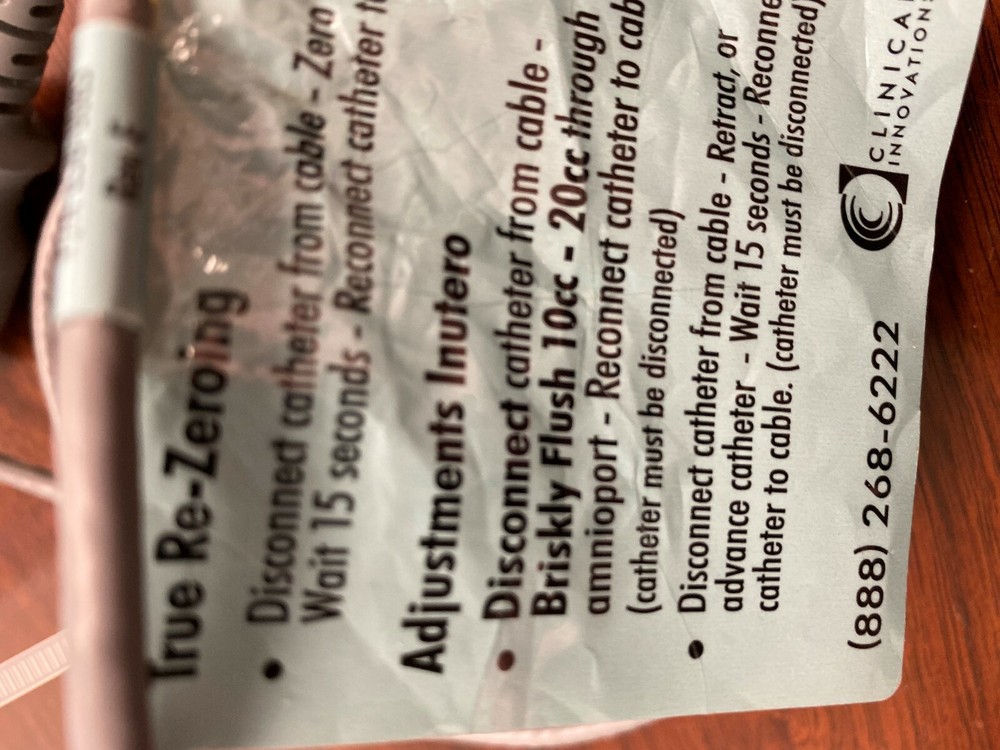 True Re-Zeroing
• Disconnect catheter from cable - Zero
Wait 15 seconds - Reconnect catheter
Adjustments Inutero
• Disconnect catheter from cable -
Briskly Flush 10cc - 20cc through
amnioport - Reconnect catheter to cab
(catheter must be disconnected)
• Disconnect catheter from cable - Retract, or
advance catheter - Wait 15 seconds - Reconne
catheter to cable. (catheter must be disconnected)
(888) 268-6222
CLINICA
INNOVATIONS